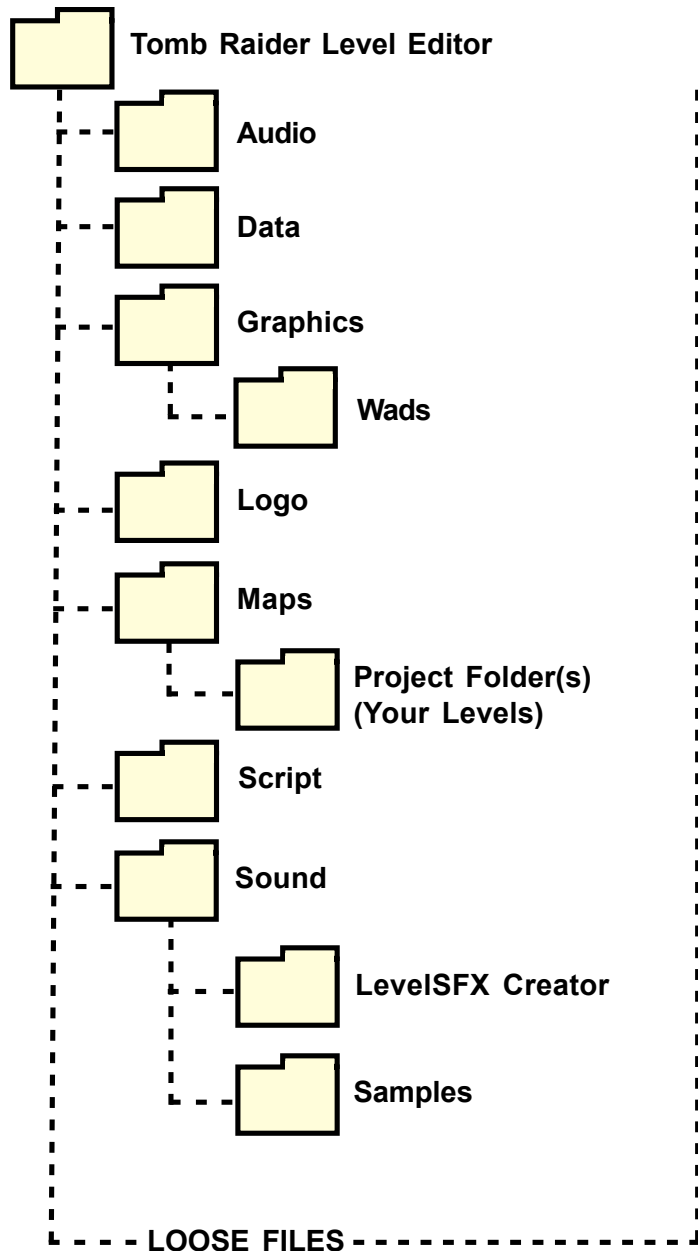 Tomb Raider Level Editor
Audio
Data
Graphics
Wads
Logo
Maps
Project Folder(s)
(Your Levels)
Script
Sound
LevelSFX Creator
Samples
LOOSE FILES